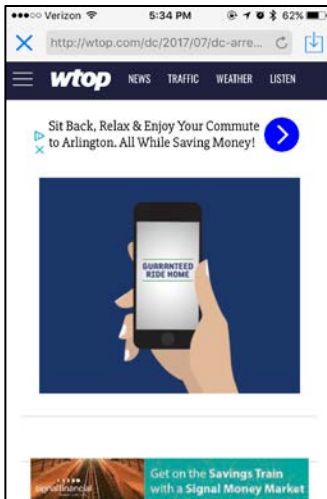 Verizon 5:34 PM 62%
http://wtop.com/dc/2017/07/dc-arre...
wtop NEWS TRAFFIC WEATHER LISTEN
Sit Back, Relax & Enjoy Your Commute
to Arlington. All While Saving Money!
GUARANTEED
RIDE HOME
Get on the Savings Train
signalfinancial with a Signal Money Market